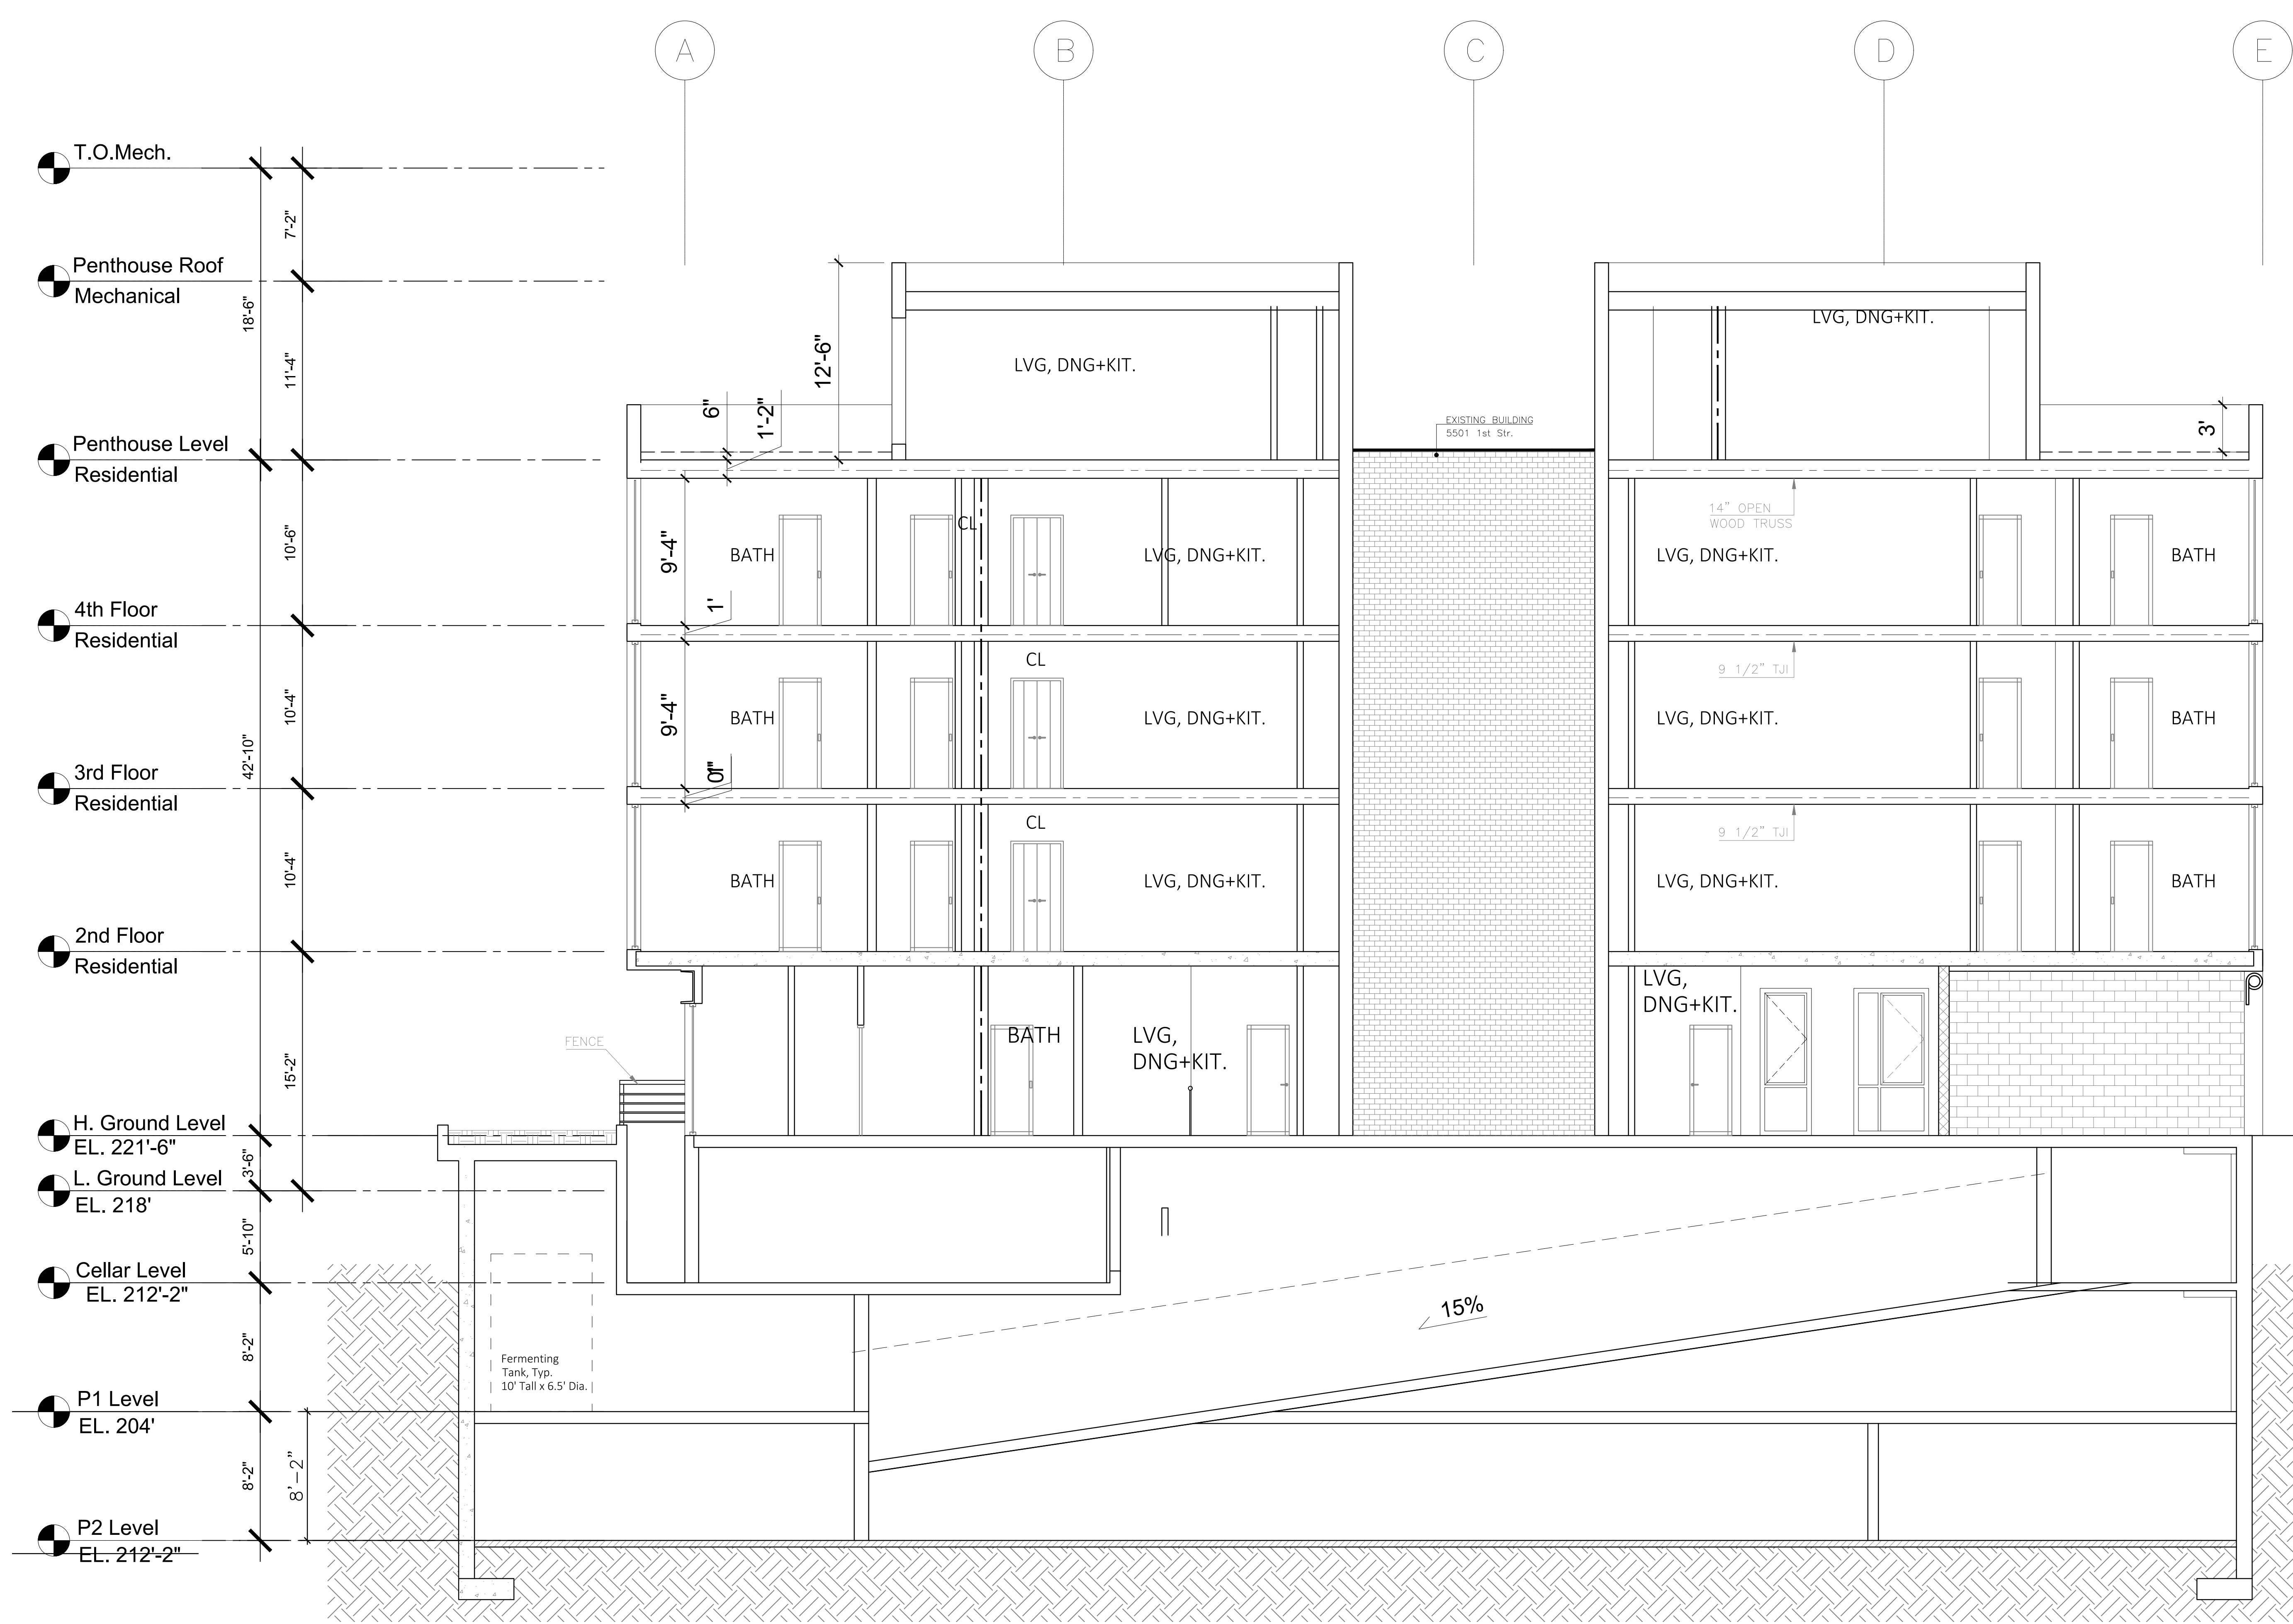 A
B
C
D
E
T.O.Mech.
7'-2"
Penthouse Roof
Mechanical
18'-6"
11'-4"
12'-6"
LVG, DNG+KIT.
LVG, DNG+KIT.
6"
1'-2"
EXISTING BUILDING
5501 1st Str.
3'
Penthouse Level
Residential
10'-6"
9'-4"
BATH
CL
LVG, DNG+KIT.
14" OPEN
WOOD TRUSS
LVG, DNG+KIT.
BATH
4th Floor
Residential
1'
10'-4"
42'-10"
9'-4"
BATH
CL
LVG, DNG+KIT.
9 1/2" TJI
LVG, DNG+KIT.
BATH
3rd Floor
Residential
10'-4"
BATH
CL
LVG, DNG+KIT.
9 1/2" TJI
LVG, DNG+KIT.
BATH
2nd Floor
Residential
15'-2"
FENCE
BATH
LVG,
DNG+KIT.
LVG,
DNG+KIT.
H. Ground Level
EL. 221'-6"
3'-6"
L. Ground Level
EL. 218'
5'-10"
Cellar Level
EL. 212'-2"
8'-2"
15%
Fermenting
Tank, Typ.
10' Tall x 6.5' Dia.
P1 Level
EL. 204'
8'-2"
8'-2"
P2 Level
EL. 212'-2"